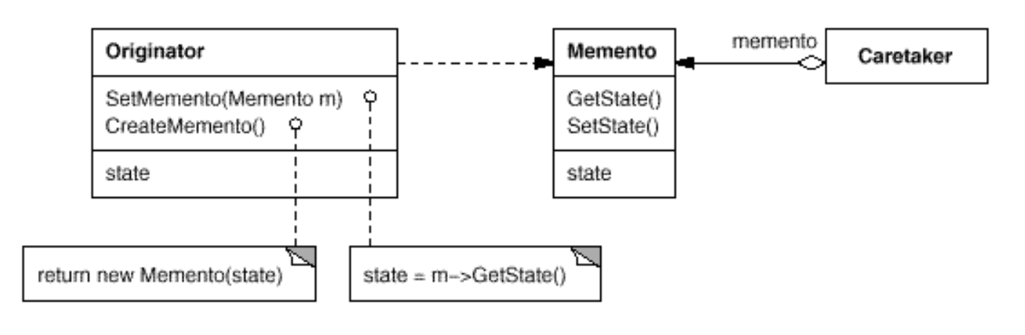 Originator
SetMemento(Memento m)
CreateMemento()
state
Memento
GetState()
SetState()
state
memento
Caretaker
return new Memento(state)
state = m->GetState()